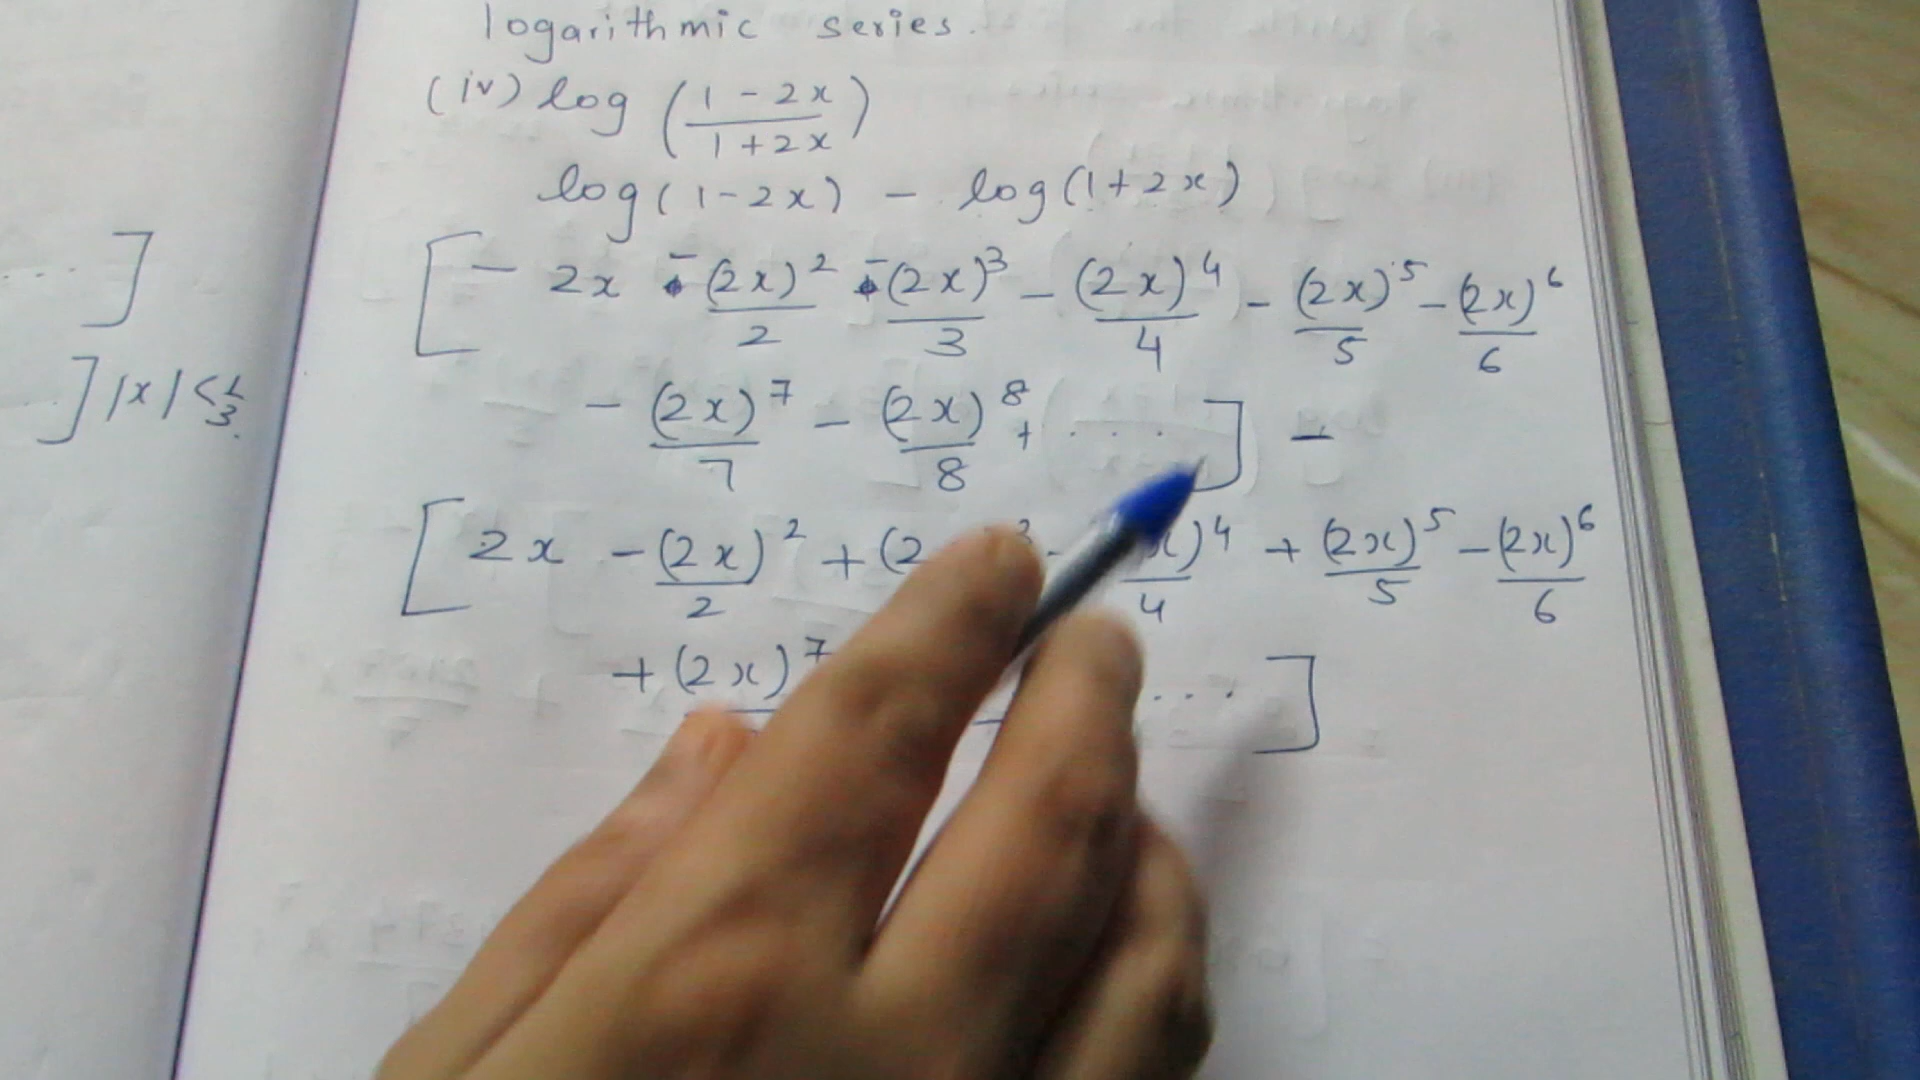 ...]
...]|x|<1/3.
logarithmic series.
(iv) log ((1-2x)/(1+2x))
log(1-2x) - log(1+2x)
[- 2x - (2x)²/2 - (2x)³/3 - (2x)⁴/4 - (2x)⁵/5 - (2x)⁶/6
- (2x)⁷/7 - (2x)⁸/8 + ...] -
[2x - (2x)²/2 + (2 3 - x)⁴/4 + (2x)⁵/5 - (2x)⁶/6
+ (2x)⁷ ...]